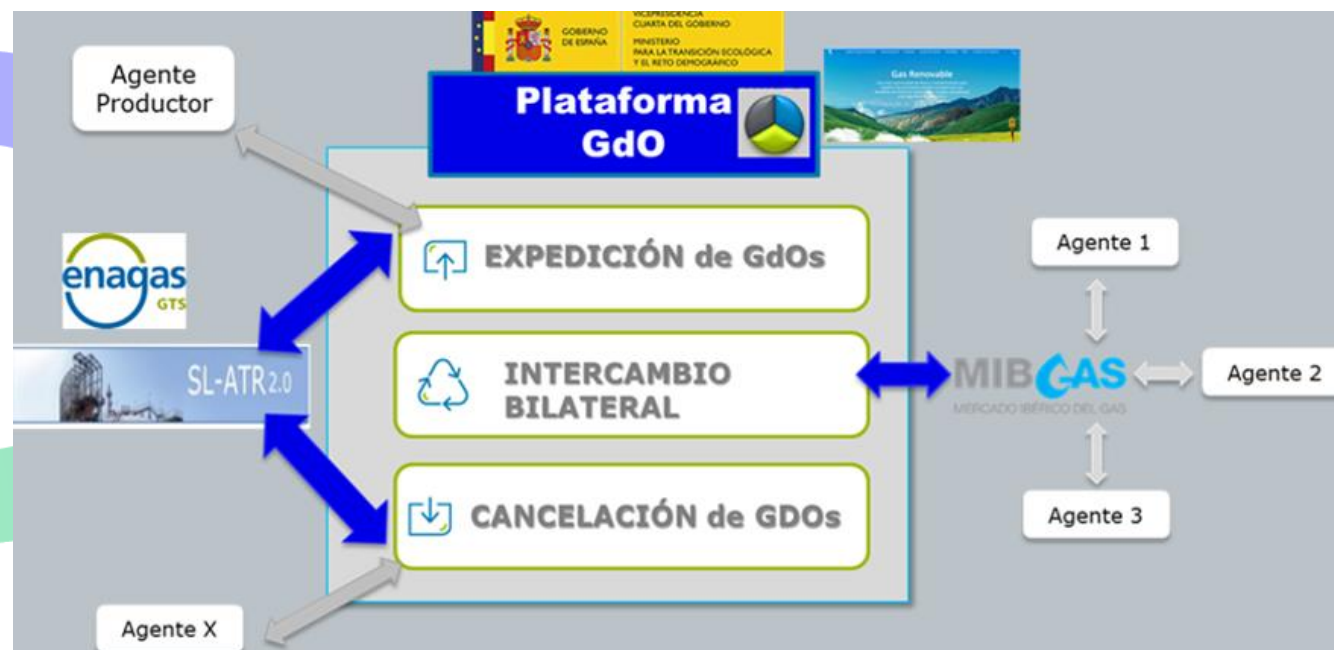 VICEPRESIDENCIA
CUARTA DEL GOBIERNO
GOBIERNO
DE ESPAÑA
MINISTERIO
PARA LA TRANSICIÓN ECOLÓGICA
Y EL RETO DEMOGRÁFICO
Agente
Productor
Plataforma
GdO
Gas Renovable
EXPEDICIÓN de GdOs
enagas
GTS
SL-ATR 2.0
INTERCAMBIO
BILATERAL
CANCELACIÓN de GDOs
Agente X
Agente 1
MIBGAS
MERCADO IBÉRICO DEL GAS
Agente 2
Agente 3